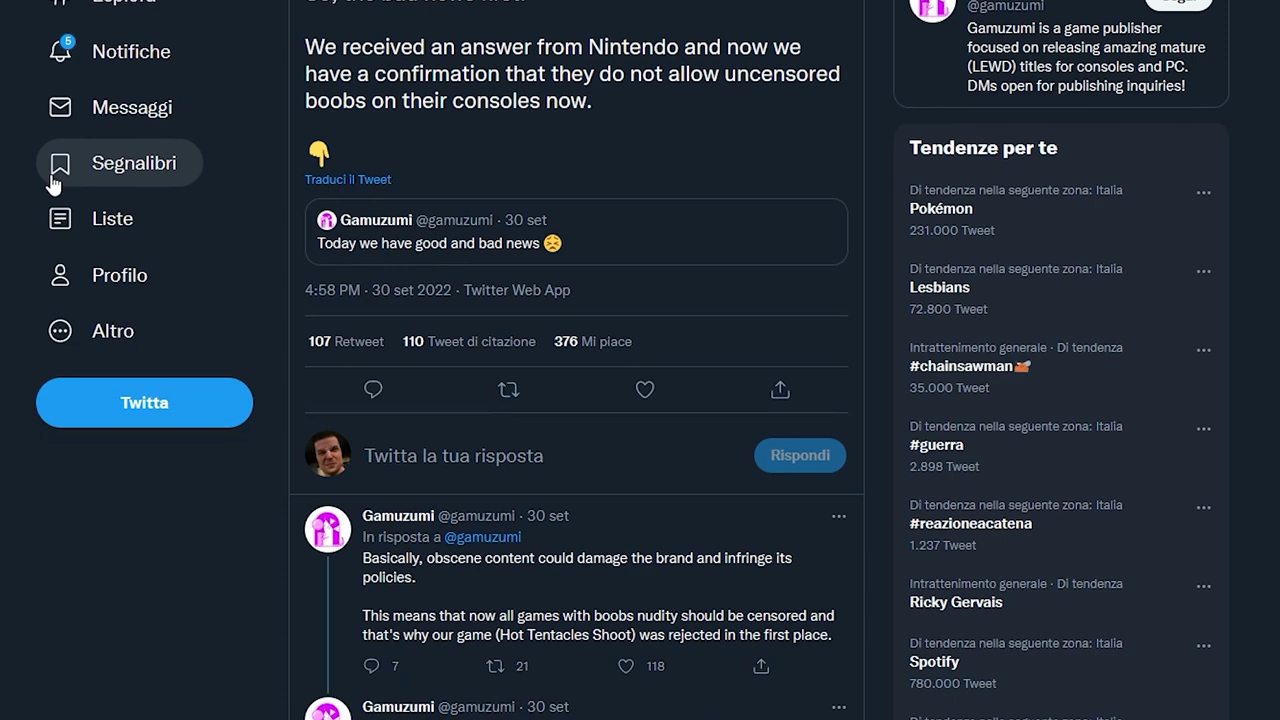 Esplora
Notifiche
5
Messaggi
Segnalibri
Liste
Profilo
Altro
Twitta
We received an answer from Nintendo and now we
have a confirmation that they do not allow uncensored
boobs on their consoles now.
Traduci il Tweet
Gamuzumi @gamuzumi · 30 set
Today we have good and bad news
4:58 PM · 30 set 2022 · Twitter Web App
107 Retweet 110 Tweet di citazione 376 Mi piace
Twitta la tua risposta
Rispondi
Gamuzumi @gamuzumi · 30 set
In risposta a @gamuzumi
Basically, obscene content could damage the brand and infringe its
policies.
This means that now all games with boobs nudity should be censored and
that's why our game (Hot Tentacles Shoot) was rejected in the first place.
7 21 118
Gamuzumi @gamuzumi · 30 set
@gamuzumi
Gamuzumi is a game publisher
focused on releasing amazing mature
(LEWD) titles for consoles and PC.
DMs open for publishing inquiries!
Tendenze per te
Di tendenza nella seguente zona: Italia
Pokémon
231.000 Tweet
Di tendenza nella seguente zona: Italia
Lesbians
72.800 Tweet
Intrattenimento generale · Di tendenza
#chainsawman
35.000 Tweet
Di tendenza nella seguente zona: Italia
#guerra
2.898 Tweet
Di tendenza nella seguente zona: Italia
#reazioneacatena
1.237 Tweet
Intrattenimento generale · Di tendenza
Ricky Gervais
Di tendenza nella seguente zona: Italia
Spotify
780.000 Tweet